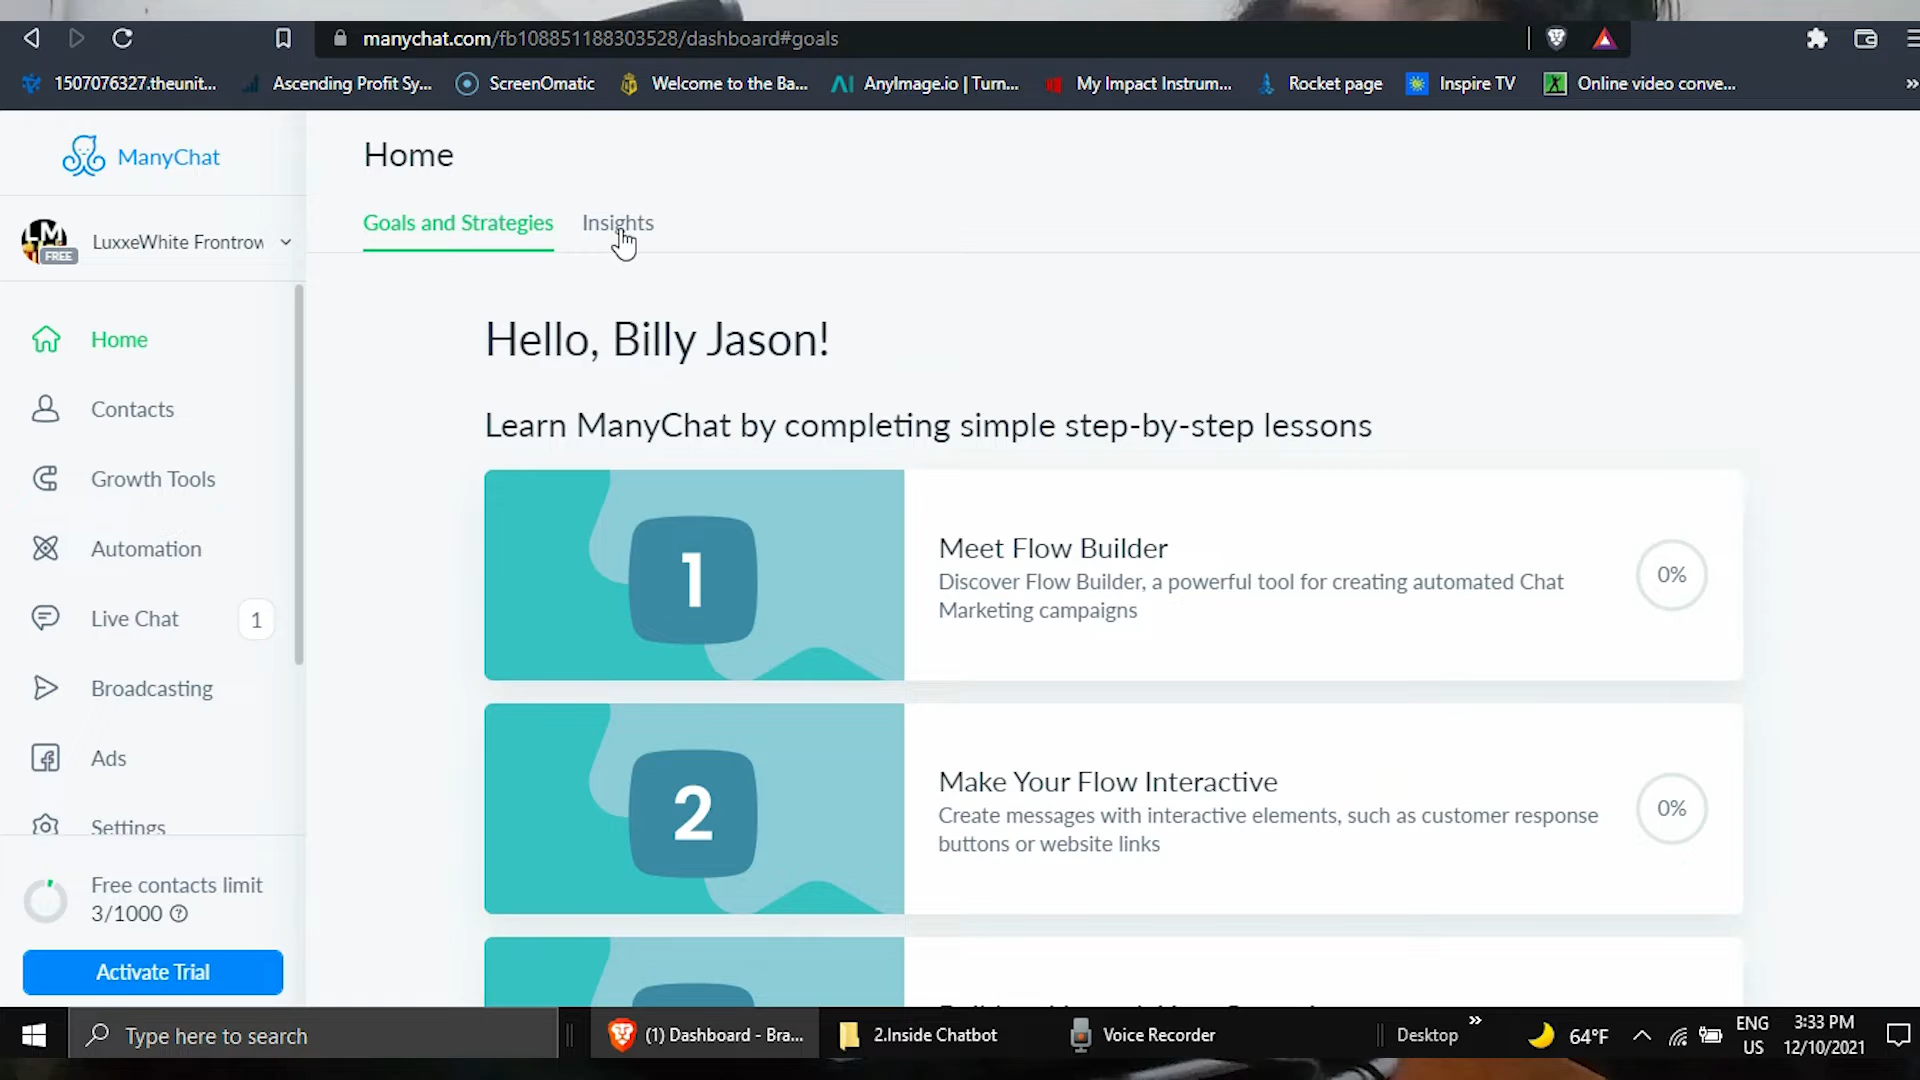 manychat.com/fb108851188303528/dashboard#goals
1507076327.theunit...
Ascending Profit Sy...
ScreenOmatic
Welcome to the Ba...
AnyImage.io | Turn...
My Impact Instrum...
Rocket page
Inspire TV
Online video conve...
»
ManyChat
LM
FREE
LuxxeWhite Frontrow
Home
Contacts
Growth Tools
Automation
Live Chat
1
Broadcasting
Ads
Settings
Free contacts limit
3/1000
Activate Trial
Home
Goals and Strategies
Insights
Hello, Billy Jason!
Learn ManyChat by completing simple step-by-step lessons
1
Meet Flow Builder
Discover Flow Builder, a powerful tool for creating automated Chat
Marketing campaigns
0%
2
Make Your Flow Interactive
Create messages with interactive elements, such as customer response
buttons or website links
0%
Type here to search
(1) Dashboard - Bra...
2.Inside Chatbot
Voice Recorder
Desktop
»
64°F
ENG
US
3:33 PM
12/10/2021